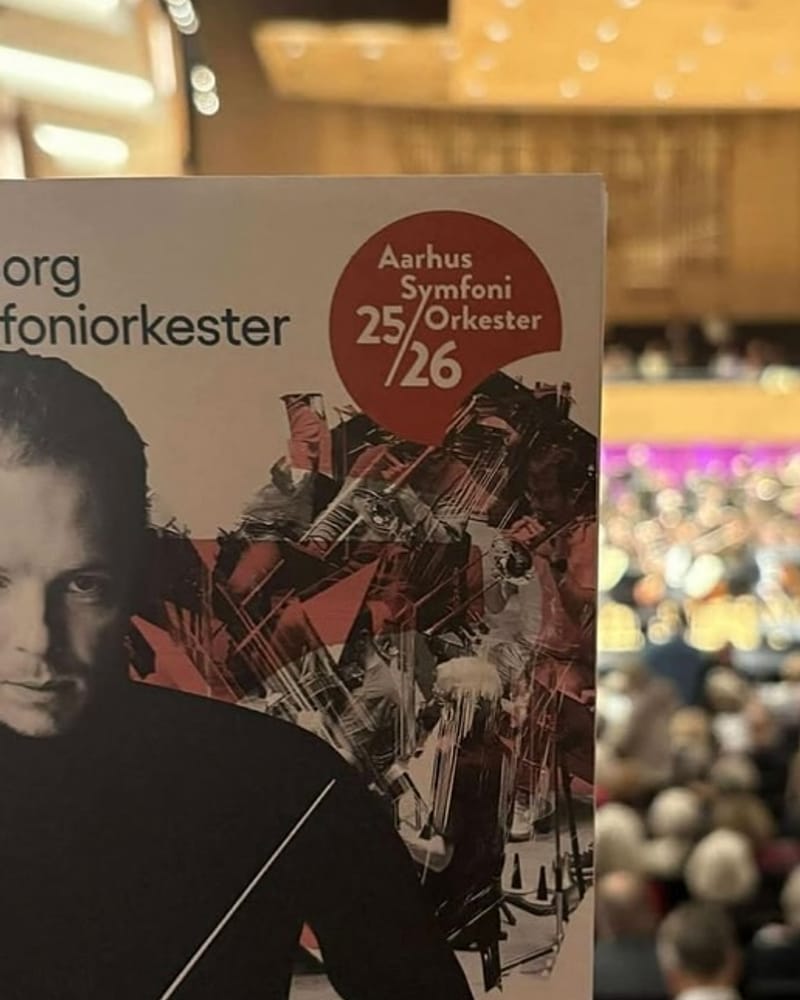 org
foniorkester
Aarhus
Symfoni
25/Orkester
/26